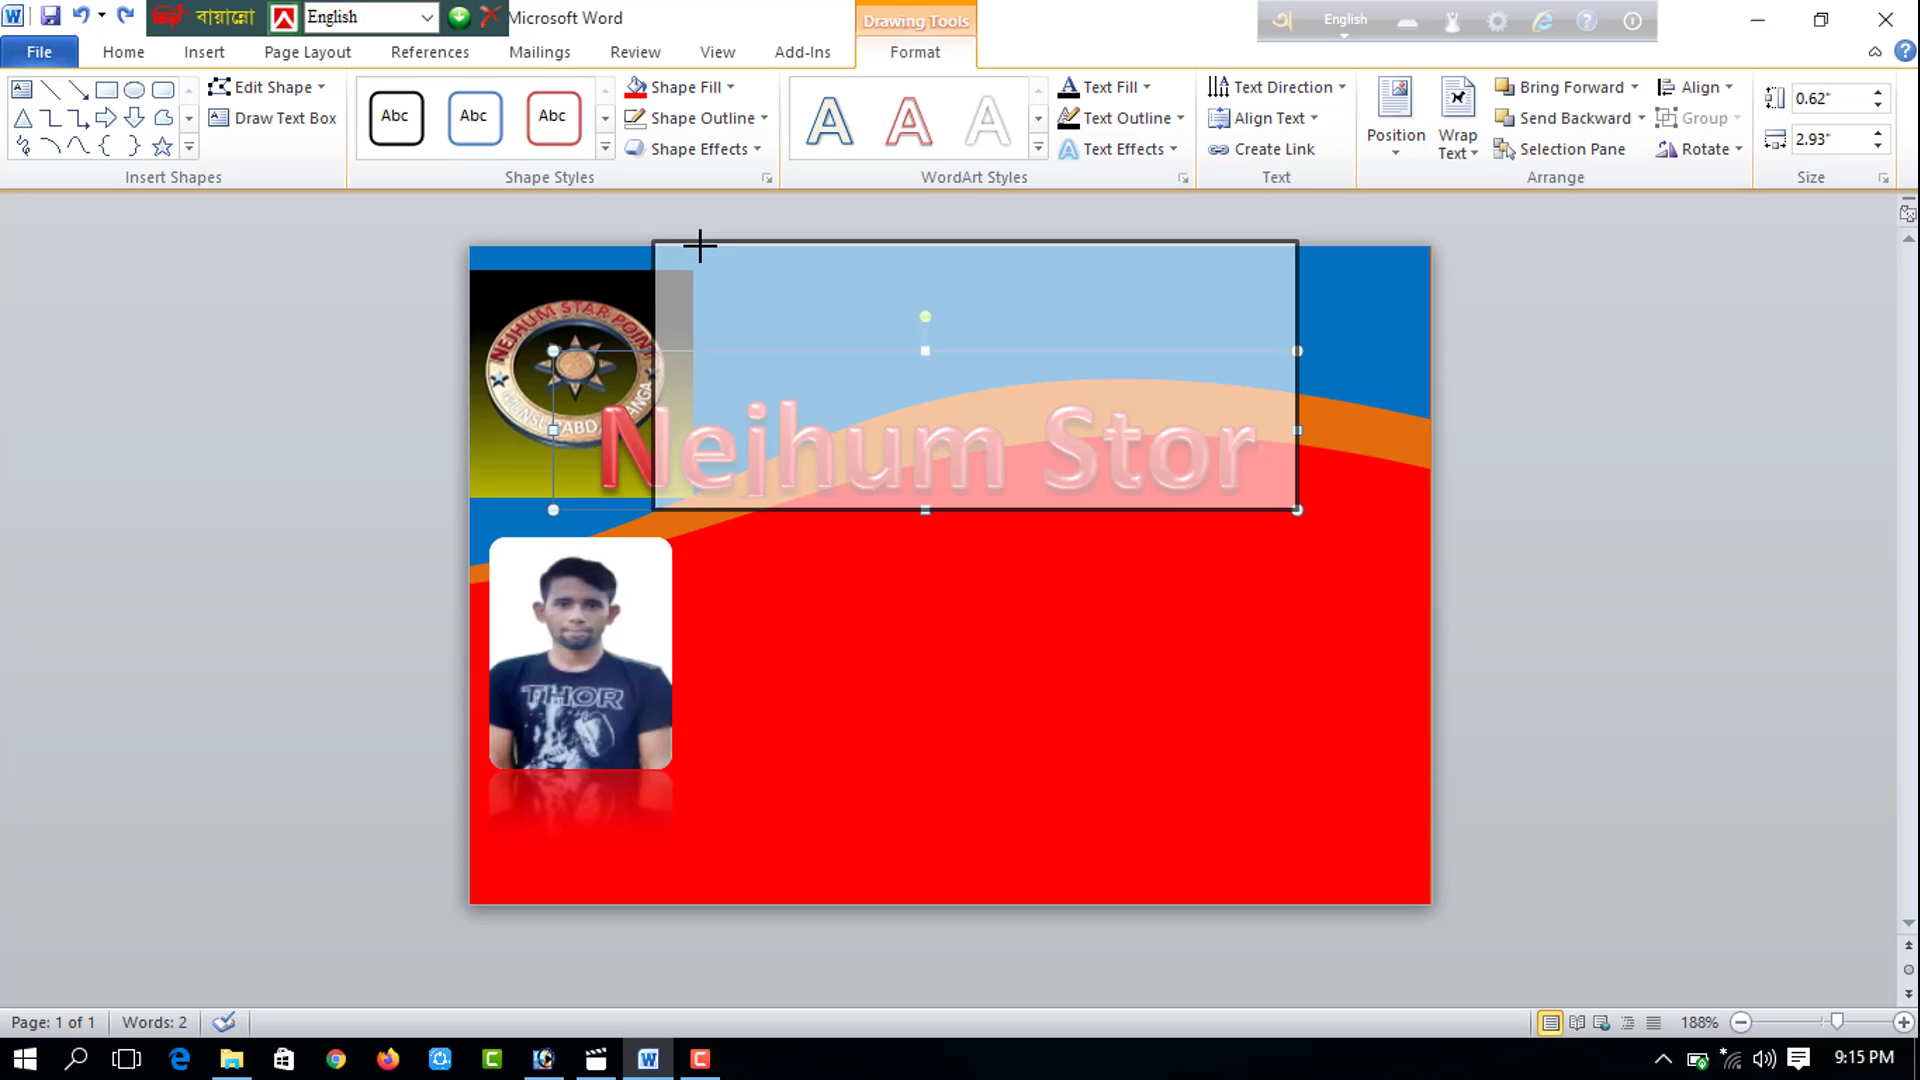 বায়ান্নো English Microsoft Word Drawing Tools অ English
File Home Insert Page Layout References Mailings Review View Add-Ins Format
Edit Shape
Draw Text Box
Insert Shapes
Abc Abc Abc
Shape Fill
Shape Outline
Shape Effects
Shape Styles
A A A
Text Fill
Text Outline
Text Effects
WordArt Styles
Text Direction
Align Text
Create Link
Text
Position
Wrap Text
Bring Forward
Send Backward
Selection Pane
Align
Group
Rotate
Arrange
0.62"
2.93"
Size
NEJHUM STAR POINT
Nejhum Stor
THOR
Page: 1 of 1 Words: 2 188%
9:15 PM